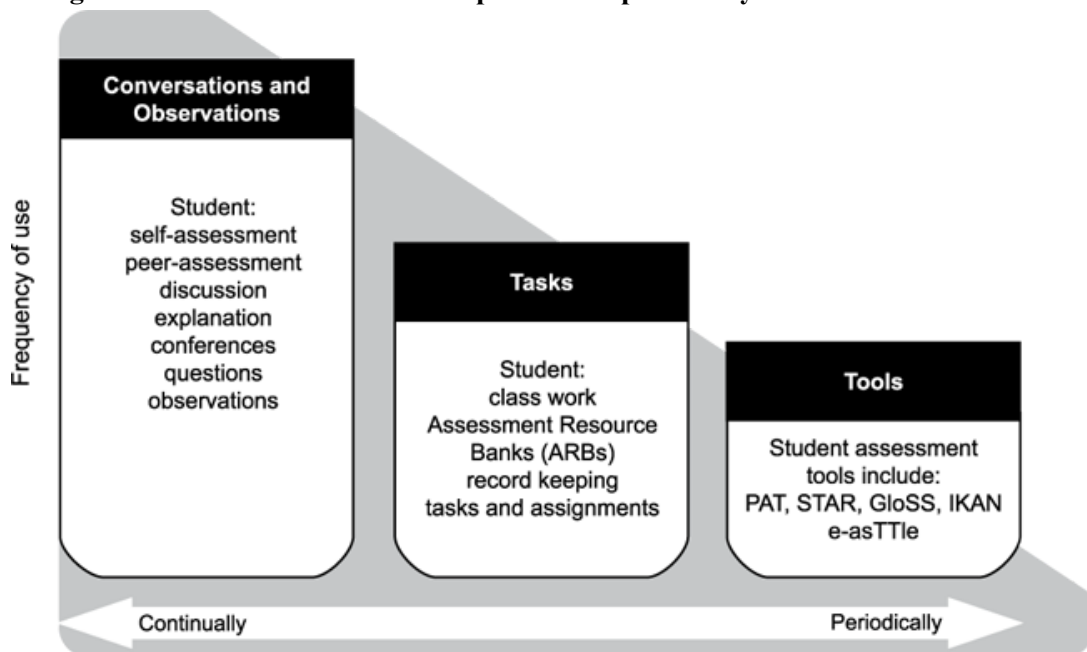 Frequency of use
Conversations and
Observations
Student:
self-assessment
peer-assessment
discussion
explanation
conferences
questions
observations
Tasks
Student:
class work
Assessment Resource
Banks (ARBs)
record keeping
tasks and assignments
Tools
Student assessment
tools include:
PAT, STAR, GloSS, IKAN
e-asTTle
Continually
Periodically